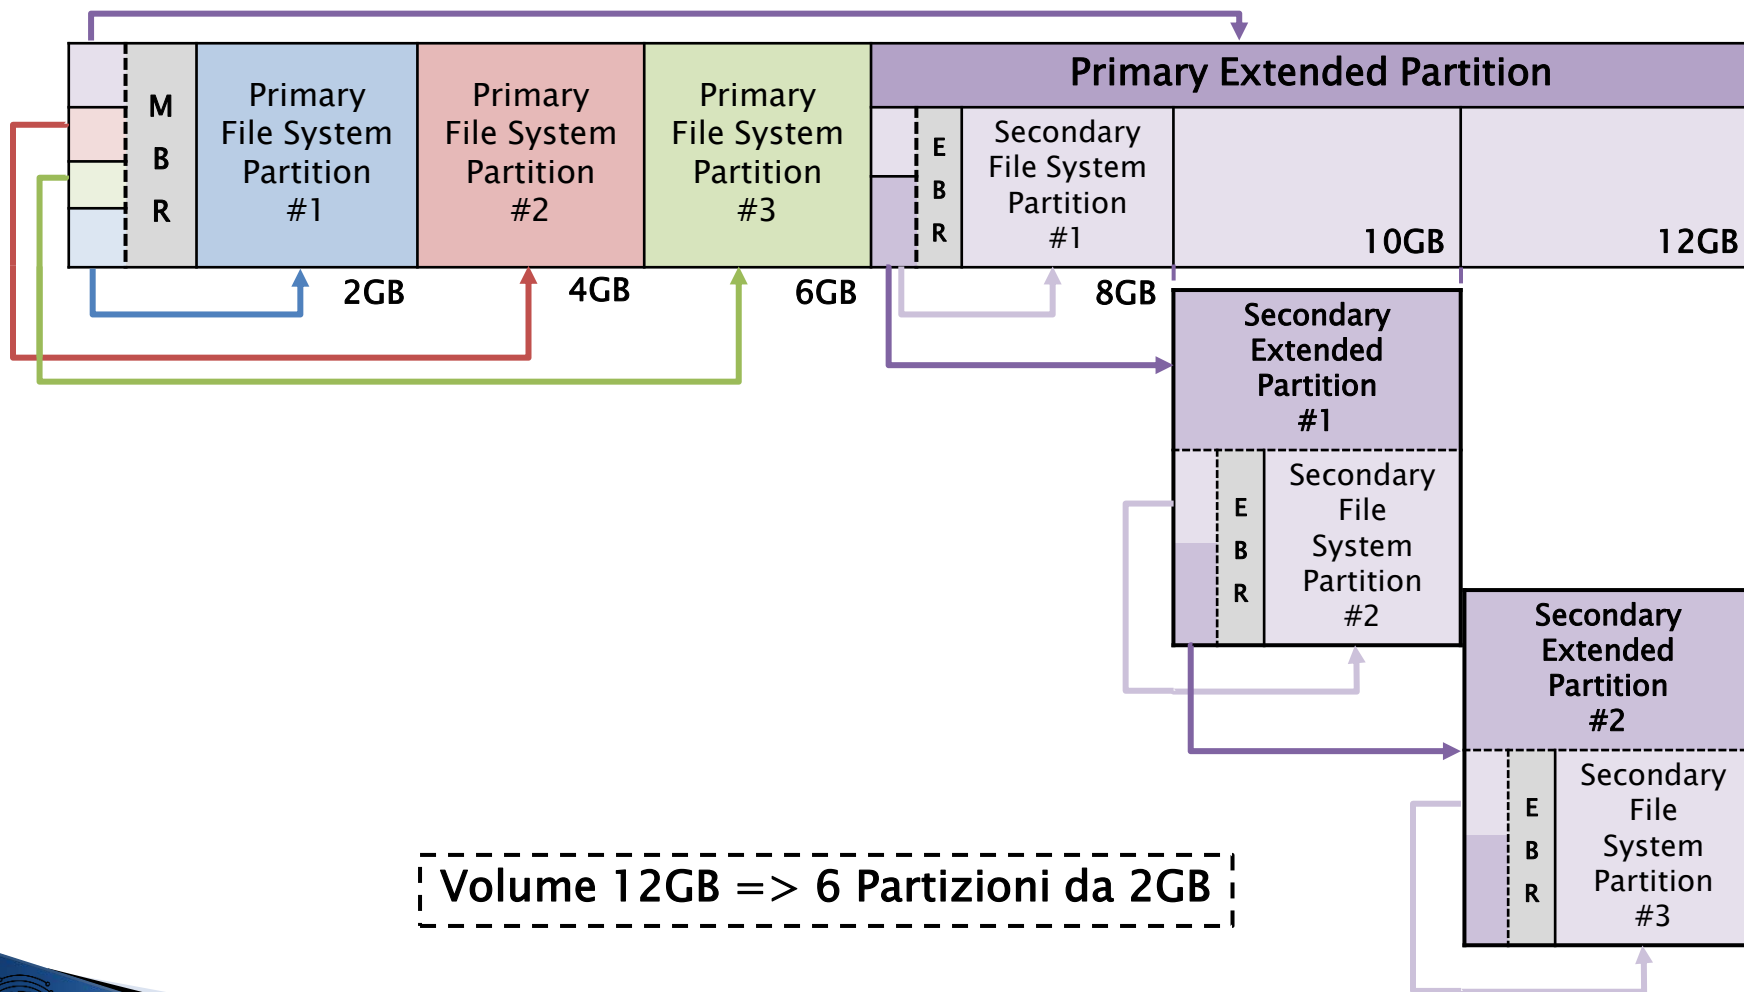 Primary Extended Partition
M
B
R
Primary
File System
Partition
#1
Primary
File System
Partition
#2
Primary
File System
Partition
#3
E
B
R
Secondary
File System
Partition
#1
10GB
12GB
2GB
4GB
6GB
8GB
Secondary
Extended
Partition
#1
E
B
R
Secondary
File
System
Partition
#2
Secondary
Extended
Partition
#2
E
B
R
Secondary
File
System
Partition
#3
Volume 12GB => 6 Partizioni da 2GB